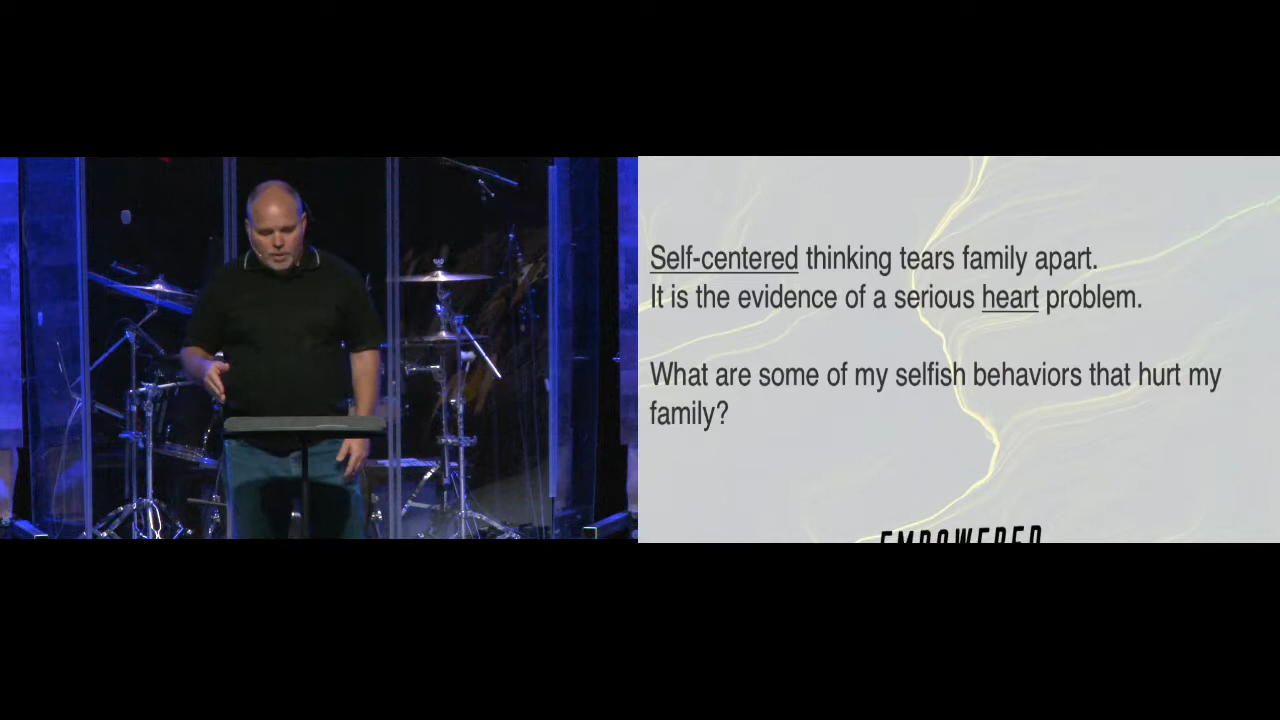 Self-centered thinking tears family apart.
It is the evidence of a serious heart problem.
What are some of my selfish behaviors that hurt my
family?
EMPOWERED